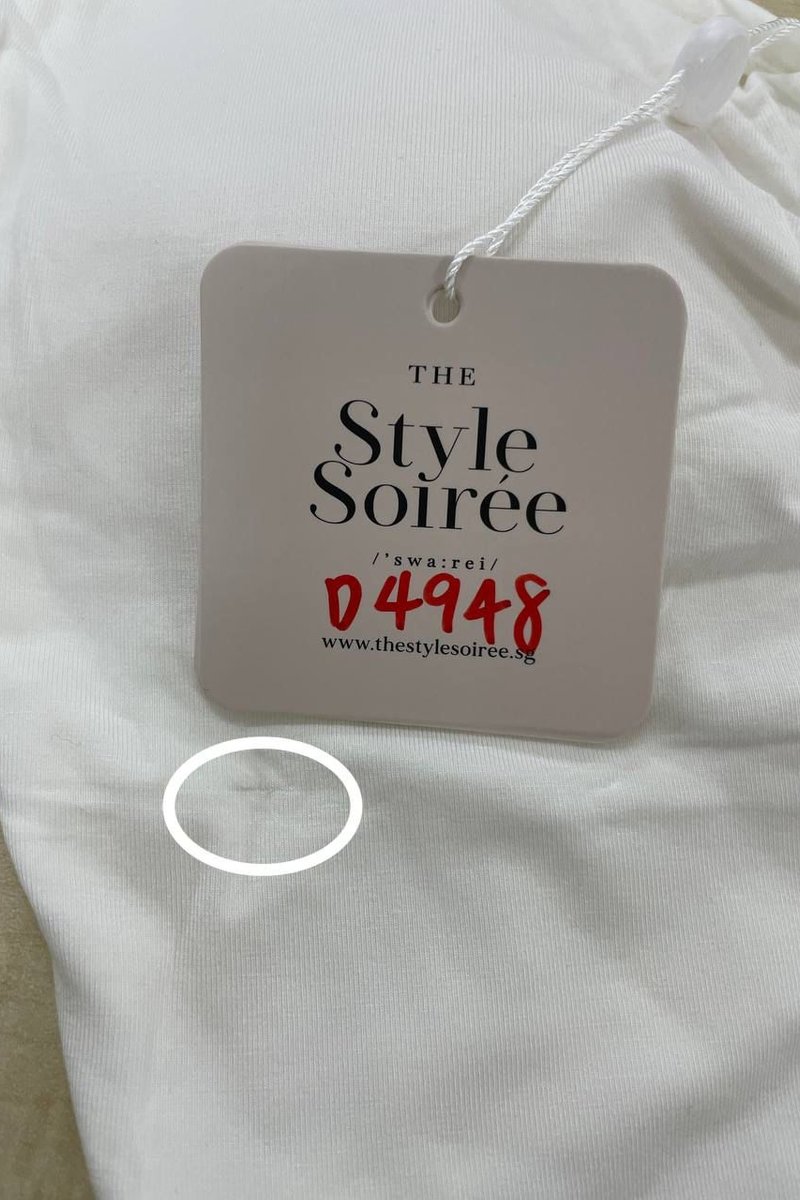 THE
Style
Soirée
/'swa:rei/
D4948
www.thestylesoiree.sg